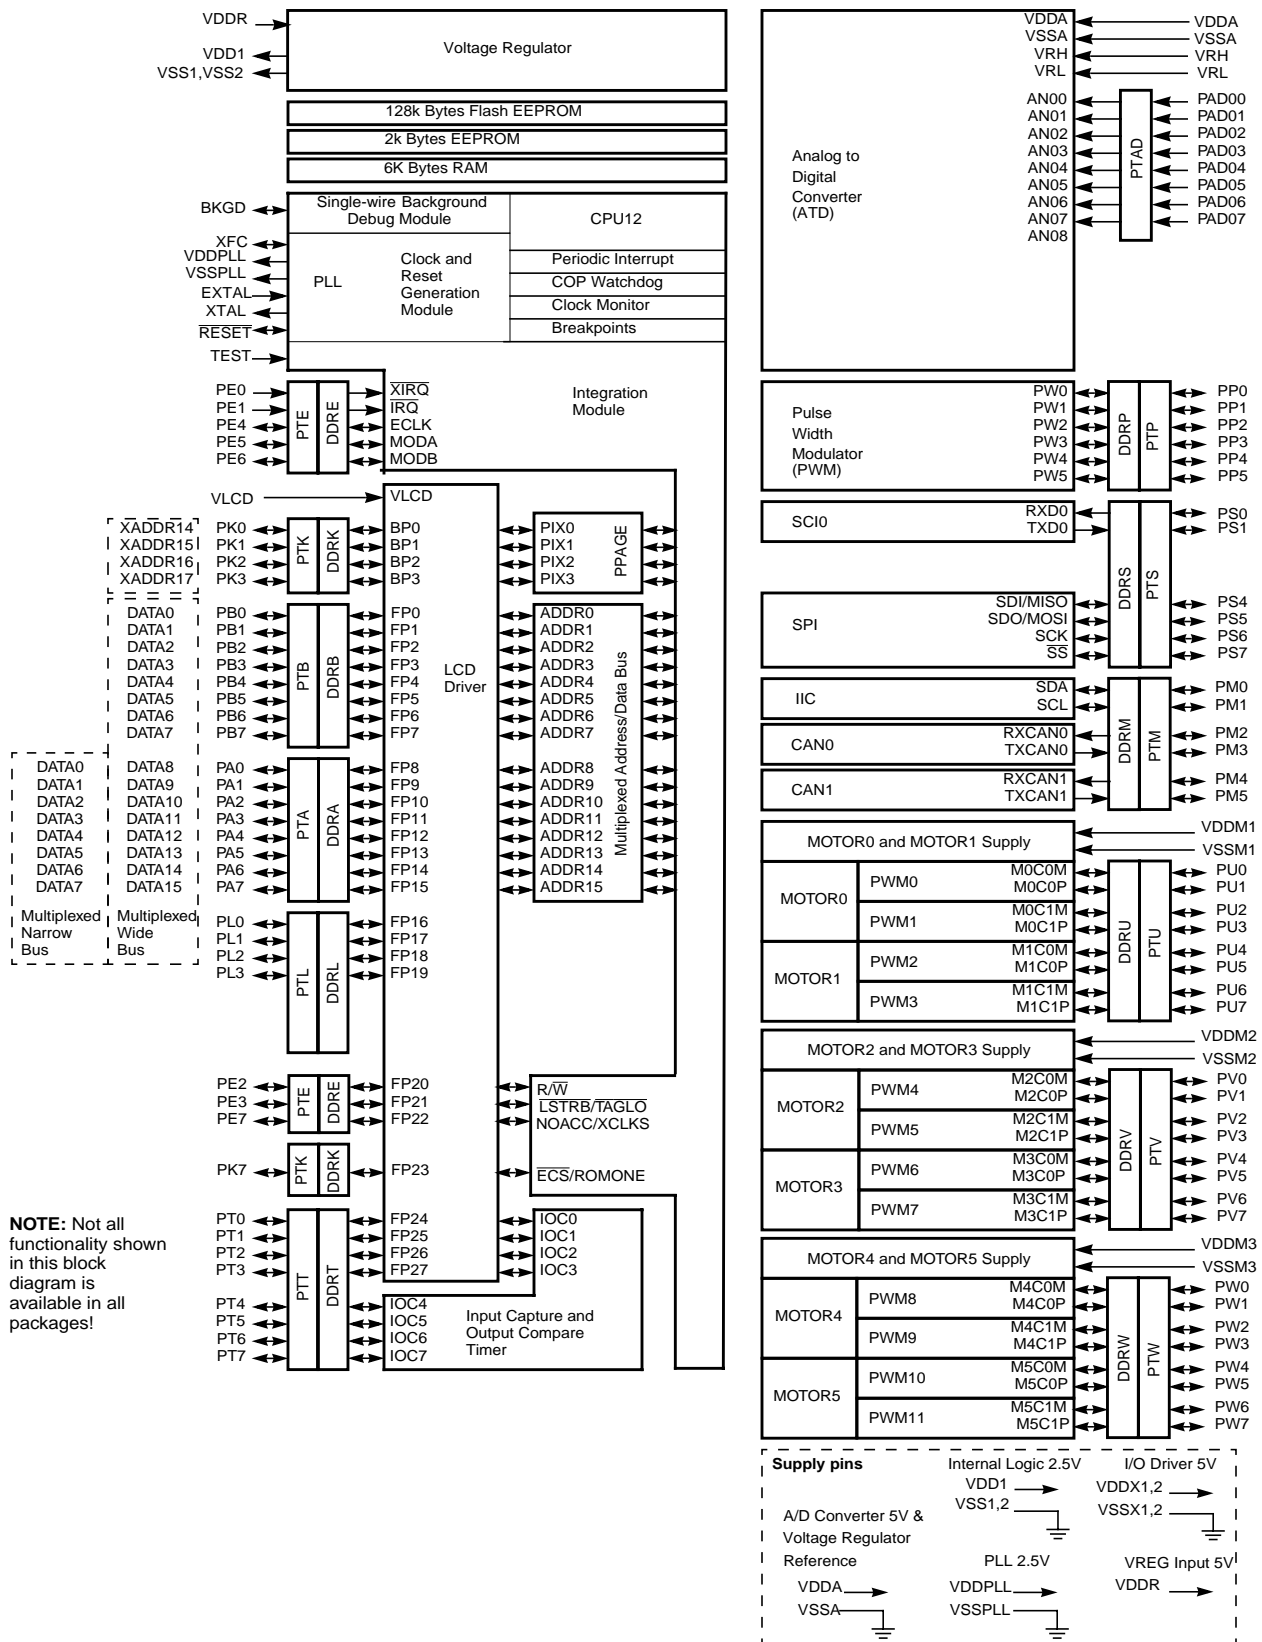 VDDR
VDD1
VSS1,VSS2
Voltage Regulator
128k Bytes Flash EEPROM
2k Bytes EEPROM
6K Bytes RAM
BKGD
XFC
VDDPLL
VSSPLL
EXTAL
XTAL
RESET
TEST
Single-wire Background
Debug Module
CPU12
PLL
Clock and
Reset
Generation
Module
Periodic Interrupt
COP Watchdog
Clock Monitor
Breakpoints
Integration
Module
PE0
PE1
PE4
PE5
PE6
PTE
DDRE
XIRQ
IRQ
ECLK
MODA
MODB
VLCD
VLCD
LCD
Driver
XADDR14
XADDR15
XADDR16
XADDR17
PK0
PK1
PK2
PK3
PTK
DDRK
BP0
BP1
BP2
BP3
PIX0
PIX1
PIX2
PIX3
PPAGE
DATA0
DATA1
DATA2
DATA3
DATA4
DATA5
DATA6
DATA7
PB0
PB1
PB2
PB3
PB4
PB5
PB6
PB7
PTB
DDRB
FP0
FP1
FP2
FP3
FP4
FP5
FP6
FP7
ADDR0
ADDR1
ADDR2
ADDR3
ADDR4
ADDR5
ADDR6
ADDR7
Multiplexed Address/Data Bus
DATA0
DATA1
DATA2
DATA3
DATA4
DATA5
DATA6
DATA7
Multiplexed
Narrow
Bus
DATA8
DATA9
DATA10
DATA11
DATA12
DATA13
DATA14
DATA15
Multiplexed
Wide
Bus
PA0
PA1
PA2
PA3
PA4
PA5
PA6
PA7
PTA
DDRA
FP8
FP9
FP10
FP11
FP12
FP13
FP14
FP15
ADDR8
ADDR9
ADDR10
ADDR11
ADDR12
ADDR13
ADDR14
ADDR15
PL0
PL1
PL2
PL3
PTL
DDRL
FP16
FP17
FP18
FP19
PE2
PE3
PE7
PTE
DDRE
FP20
FP21
FP22
R/W
LSTRB/TAGLO
NOACC/XCLKS
PK7
PTK
DDRK
FP23
ECS/ROMONE
PT0
PT1
PT2
PT3
PT4
PT5
PT6
PT7
PTT
DDRT
FP24
FP25
FP26
FP27
IOC0
IOC1
IOC2
IOC3
IOC4
IOC5
IOC6
IOC7
Input Capture and
Output Compare
Timer
NOTE: Not all
functionality shown
in this block
diagram is
available in all
packages!
Analog to
Digital
Converter
(ATD)
VDDA
VSSA
VRH
VRL
VDDA
VSSA
VRH
VRL
AN00
AN01
AN02
AN03
AN04
AN05
AN06
AN07
AN08
PTAD
PAD00
PAD01
PAD02
PAD03
PAD04
PAD05
PAD06
PAD07
Pulse
Width
Modulator
(PWM)
PW0
PW1
PW2
PW3
PW4
PW5
DDRP
PTP
PP0
PP1
PP2
PP3
PP4
PP5
SCI0
RXD0
TXD0
PS0
PS1
DDRS
PTS
SPI
SDI/MISO
SDO/MOSI
SCK
SS
PS4
PS5
PS6
PS7
IIC
SDA
SCL
PM0
PM1
CAN0
RXCAN0
TXCAN0
PM2
PM3
CAN1
RXCAN1
TXCAN1
PM4
PM5
DDRM
PTM
MOTOR0 and MOTOR1 Supply
VDDM1
VSSM1
MOTOR0
PWM0
M0C0M
M0C0P
PWM1
M0C1M
M0C1P
MOTOR1
PWM2
M1C0M
M1C0P
PWM3
M1C1M
M1C1P
DDRU
PTU
PU0
PU1
PU2
PU3
PU4
PU5
PU6
PU7
MOTOR2 and MOTOR3 Supply
VDDM2
VSSM2
MOTOR2
PWM4
M2C0M
M2C0P
PWM5
M2C1M
M2C1P
MOTOR3
PWM6
M3C0M
M3C0P
PWM7
M3C1M
M3C1P
DDRV
PTV
PV0
PV1
PV2
PV3
PV4
PV5
PV6
PV7
MOTOR4 and MOTOR5 Supply
VDDM3
VSSM3
MOTOR4
PWM8
M4C0M
M4C0P
PWM9
M4C1M
M4C1P
MOTOR5
PWM10
M5C0M
M5C0P
PWM11
M5C1M
M5C1P
DDRW
PTW
PW0
PW1
PW2
PW3
PW4
PW5
PW6
PW7
Supply pins
Internal Logic 2.5V
VDD1
VSS1,2
I/O Driver 5V
VDDX1,2
VSSX1,2
A/D Converter 5V &
Voltage Regulator
Reference
VDDA
VSSA
PLL 2.5V
VDDPLL
VSSPLL
VREG Input 5V
VDDR